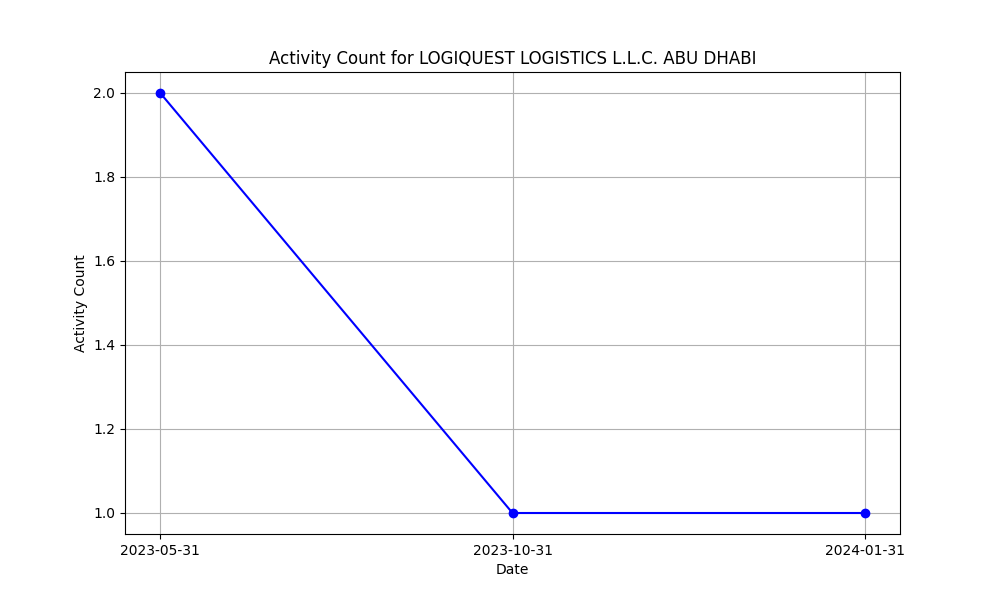 Activity Count for LOGIQUEST LOGISTICS L.L.C. ABU DHABI
2.0
1.8
1.6
1.4
1.2
1.0
Activity Count
2023-05-31 2023-10-31 2024-01-31
Date